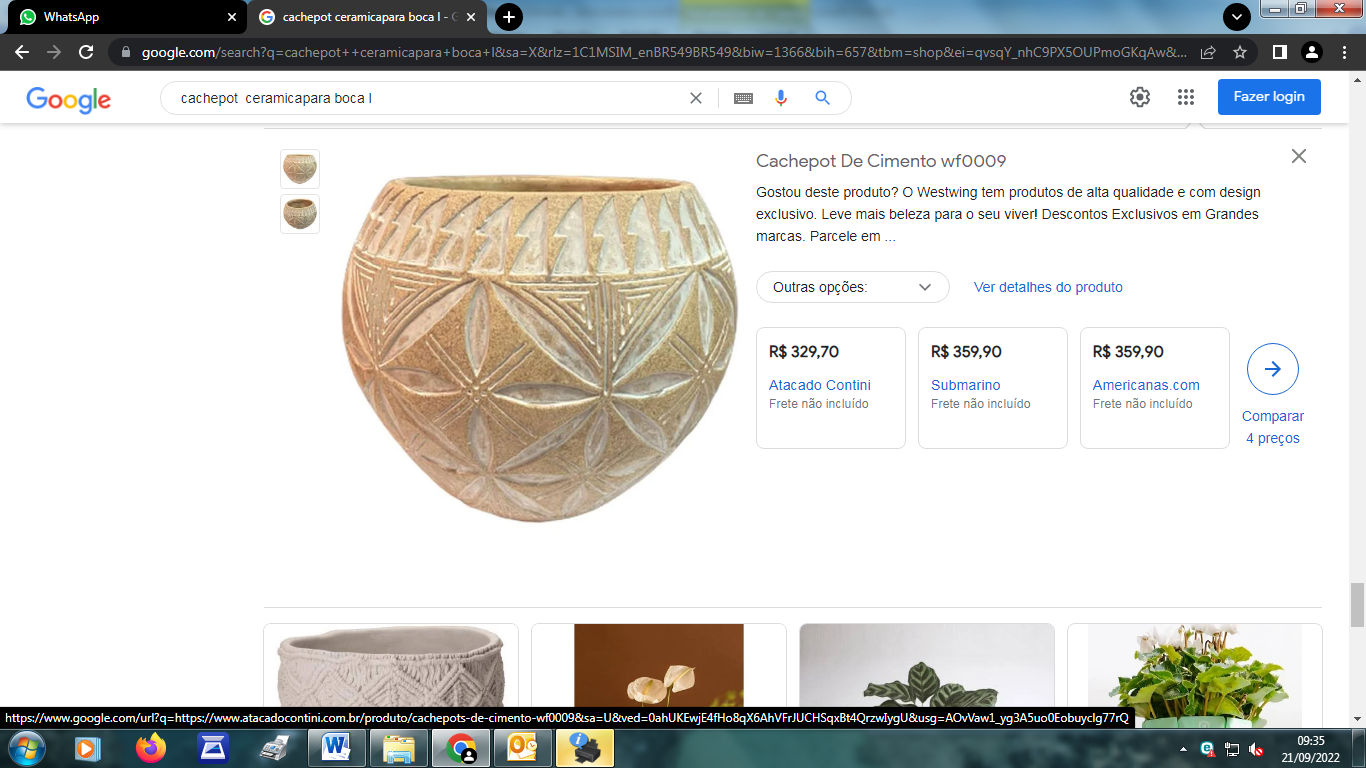 WhatsApp
cachepot ceramicapara boca l - G
google.com/search?q=cachepot++ceramicapara+boca+l&sa=X&rlz=1C1MSIM_enBR549BR549&biw=1366&bih=657&tbm=shop&ei=qvsqY_nhC9PX5OUPmoGKqAw&...
Google
cachepot ceramicapara boca l
Fazer login
Cachepot De Cimento wf0009
Gostou deste produto? O Westwing tem produtos de alta qualidade e com design
exclusivo. Leve mais beleza para o seu viver! Descontos Exclusivos em Grandes
marcas. Parcele em ...
Outras opções:
Ver detalhes do produto
R$ 329,70
Atacado Contini
Frete não incluído
R$ 359,90
Submarino
Frete não incluído
R$ 359,90
Americanas.com
Frete não incluído
Comparar
4 preços
https://www.google.com/url?q=https://www.atacadocontini.com.br/produto/cachepots-de-cimento-wf0009&sa=U&ved=0ahUKEwjE4fHo8qX6AhVFrJUCHSqxBt4QrzwIygU&usg=AOvVaw1_yg3A5uo0Eobuyclg77rQ
09:35
21/09/2022